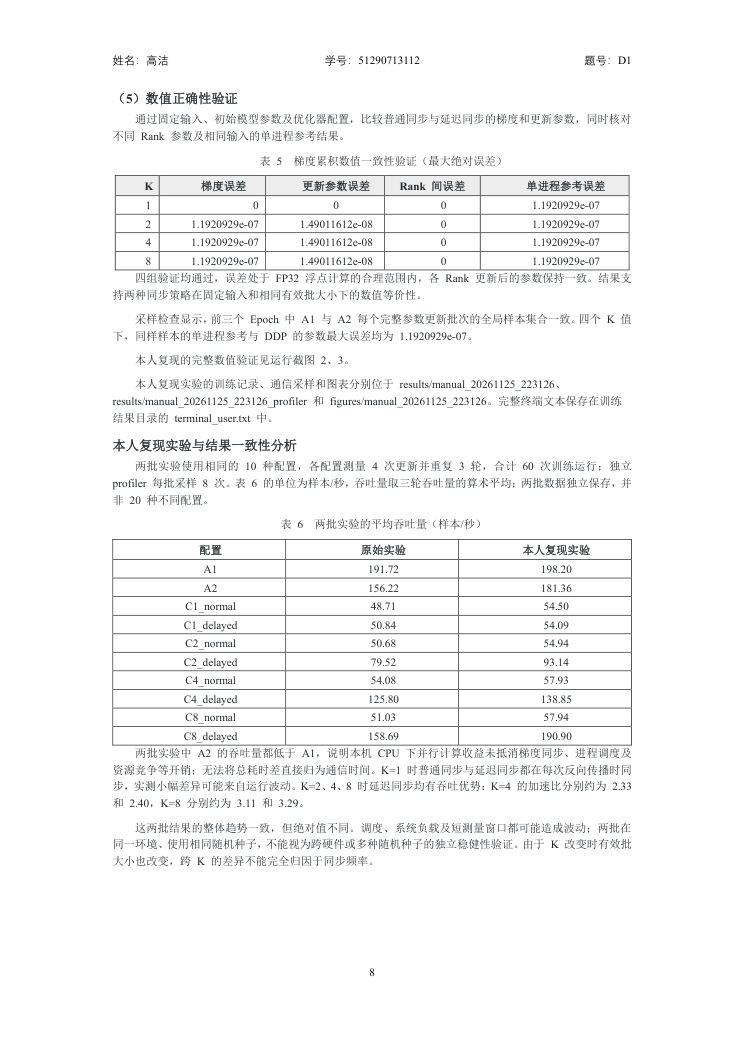 姓名：高洁 学号：51290713112 题号：D1
（5）数值正确性验证
通过固定输入、初始模型参数及优化器配置，比较普通同步与延迟同步的梯度和更新参数，同时核对
不同 Rank 参数及相同输入的单进程参考结果。
表 5 梯度累积数值一致性验证（最大绝对误差）
K 梯度误差 更新参数误差 Rank 间误差 单进程参考误差
1 0 0 0 1.1920929e-07
2 1.1920929e-07 1.49011612e-08 0 1.1920929e-07
4 1.1920929e-07 1.49011612e-08 0 1.1920929e-07
8 1.1920929e-07 1.49011612e-08 0 1.1920929e-07
四组验证均通过，误差处于 FP32 浮点计算的合理范围内，各 Rank 更新后的参数保持一致。结果支
持两种同步策略在固定输入和相同有效批大小下的数值等价性。
采样检查显示，前三个 Epoch 中 A1 与 A2 每个完整参数更新批次的全局样本集合一致。四个 K 值
下，同样样本的单进程参考与 DDP 的参数最大误差均为 1.1920929e-07。
本人复现的完整数值验证见运行截图 2、3。
本人复现实验的训练记录、通信采样和图表分别位于 results/manual_20261125_223126、
results/manual_20261125_223126_profiler 和 figures/manual_20261125_223126。完整终端文本保存在训练
结果目录的 terminal_user.txt 中。
本人复现实验与结果一致性分析
两批实验使用相同的 10 种配置，各配置测量 4 次更新并重复 3 轮，合计 60 次训练运行；独立
profiler 每批采样 8 次。表 6 的单位为样本/秒，吞吐量取三轮吞吐量的算术平均；两批数据独立保存，并
非 20 种不同配置。
表 6 两批实验的平均吞吐量（样本/秒）
配置 原始实验 本人复现实验
A1 191.72 198.20
A2 156.22 181.36
C1_normal 48.71 54.50
C1_delayed 50.84 54.09
C2_normal 50.68 54.94
C2_delayed 79.52 93.14
C4_normal 54.08 57.93
C4_delayed 125.80 138.85
C8_normal 51.03 57.94
C8_delayed 158.69 190.90
两批实验中 A2 的吞吐量都低于 A1，说明本机 CPU 下并行计算收益未抵消梯度同步、进程调度及
资源竞争等开销；无法将总耗时差直接归为通信时间。K=1 时普通同步与延迟同步都在每次反向传播时同
步，实测小幅差异可能来自运行波动。K=2、4、8 时延迟同步均有吞吐优势：K=4 的加速比分别约为 2.33
和 2.40，K=8 分别约为 3.11 和 3.29。
这两批结果的整体趋势一致，但绝对值不同。调度、系统负载及短测量窗口都可能造成波动；两批在
同一环境、使用相同随机种子，不能视为跨硬件或多种随机种子的独立稳健性验证。由于 K 改变时有效批
大小也改变，跨 K 的差异不能完全归因于同步频率。
8